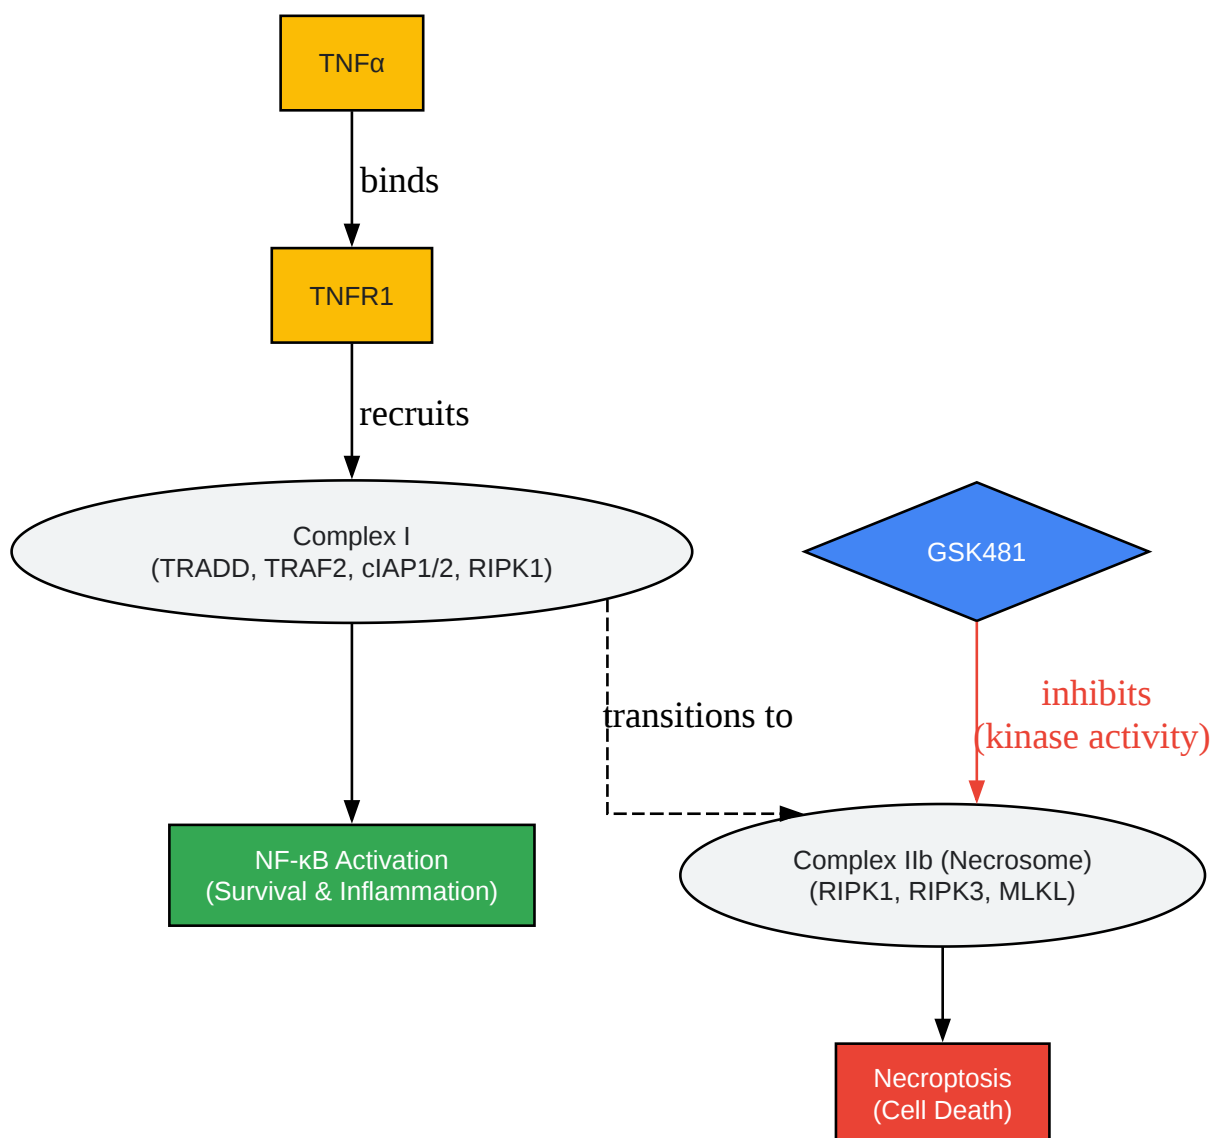 TNFα
binds
TNFR1
recruits
Complex I
(TRADD, TRAF2, cIAP1/2, RIPK1)
GSK481
inhibits
(kinase activity)
transitions to
NF-κB Activation
(Survival & Inflammation)
Complex IIb (Necrosome)
(RIPK1, RIPK3, MLKL)
Necroptosis
(Cell Death)